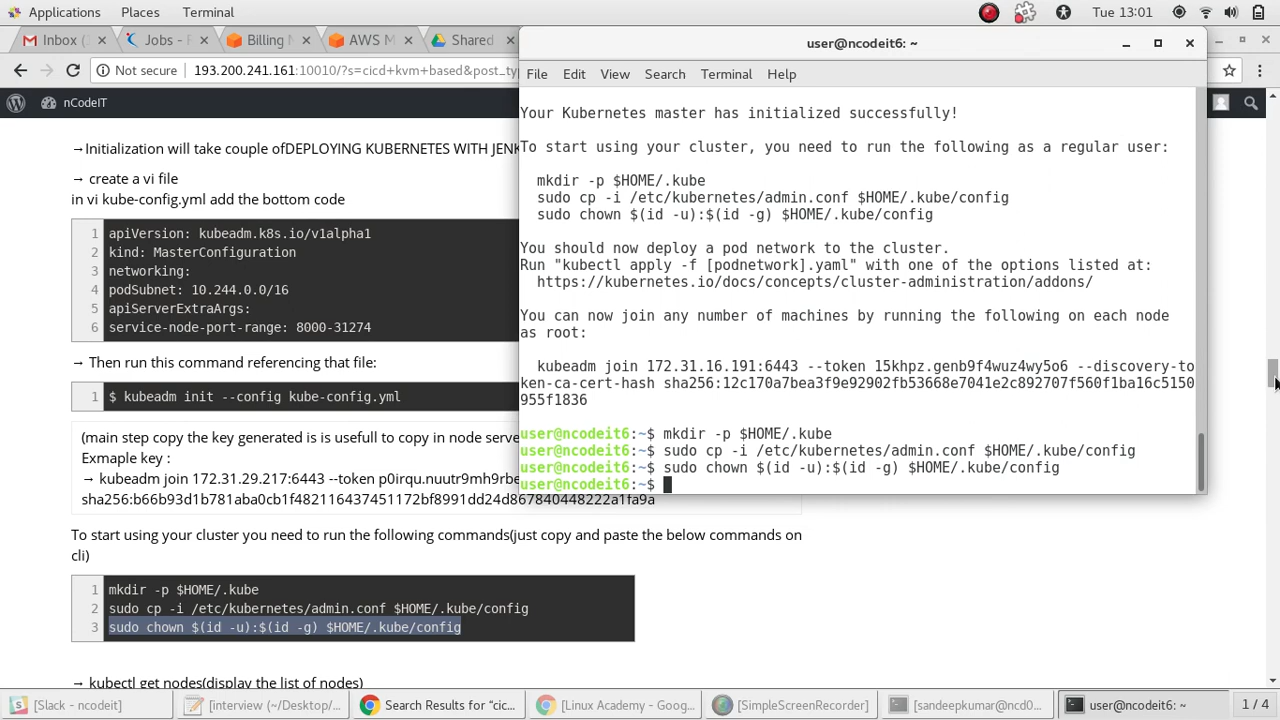 Applications Places Terminal Tue 13:01
Inbox (
Jobs - F
Billing M
AWS M
Shared
Not secure 193.200.241.161:10010/?s=cicd+kvm+based&post_ty
nCodeIT
→Initialization will take couple ofDEPLOYING KUBERNETES WITH JENK
→ create a vi file
in vi kube-config.yml add the bottom code
1 apiVersion: kubeadm.k8s.io/v1alpha1
2 kind: MasterConfiguration
3 networking:
4 podSubnet: 10.244.0.0/16
5 apiServerExtraArgs:
6 service-node-port-range: 8000-31274
→ Then run this command referencing that file:
1 $ kubeadm init --config kube-config.yml
(main step copy the key generated is is usefull to copy in node serve
Exmaple key :
→ kubeadm join 172.31.29.217:6443 --token p0irqu.nuutr9mh9rbe
sha256:b66b93d1b781aba0cb1f482116437451172bf8991dd24d867840448222a1fa9a
To start using your cluster you need to run the following commands(just copy and paste the below commands on
cli)
1 mkdir -p $HOME/.kube
2 sudo cp -i /etc/kubernetes/admin.conf $HOME/.kube/config
3 sudo chown $(id -u):$(id -g) $HOME/.kube/config
→ kubectl get nodes(display the list of nodes)
user@ncodeit6: ~
File Edit View Search Terminal Help
Your Kubernetes master has initialized successfully!
To start using your cluster, you need to run the following as a regular user:
mkdir -p $HOME/.kube
sudo cp -i /etc/kubernetes/admin.conf $HOME/.kube/config
sudo chown $(id -u):$(id -g) $HOME/.kube/config
You should now deploy a pod network to the cluster.
Run "kubectl apply -f [podnetwork].yaml" with one of the options listed at:
https://kubernetes.io/docs/concepts/cluster-administration/addons/
You can now join any number of machines by running the following on each node
as root:
kubeadm join 172.31.16.191:6443 --token 15khpz.genb9f4wuz4wy5o6 --discovery-to
ken-ca-cert-hash sha256:12c170a7bea3f9e92902fb53668e7041e2c892707f560f1ba16c5150
955f1836
user@ncodeit6:~$ mkdir -p $HOME/.kube
user@ncodeit6:~$ sudo cp -i /etc/kubernetes/admin.conf $HOME/.kube/config
user@ncodeit6:~$ sudo chown $(id -u):$(id -g) $HOME/.kube/config
user@ncodeit6:~$
[Slack - ncodeit]
[interview (~/Desktop/...
Search Results for "cic...
[Linux Academy - Goog...
[SimpleScreenRecorder]
[sandeepkumar@ncd0...
user@ncodeit6: ~
1 / 4